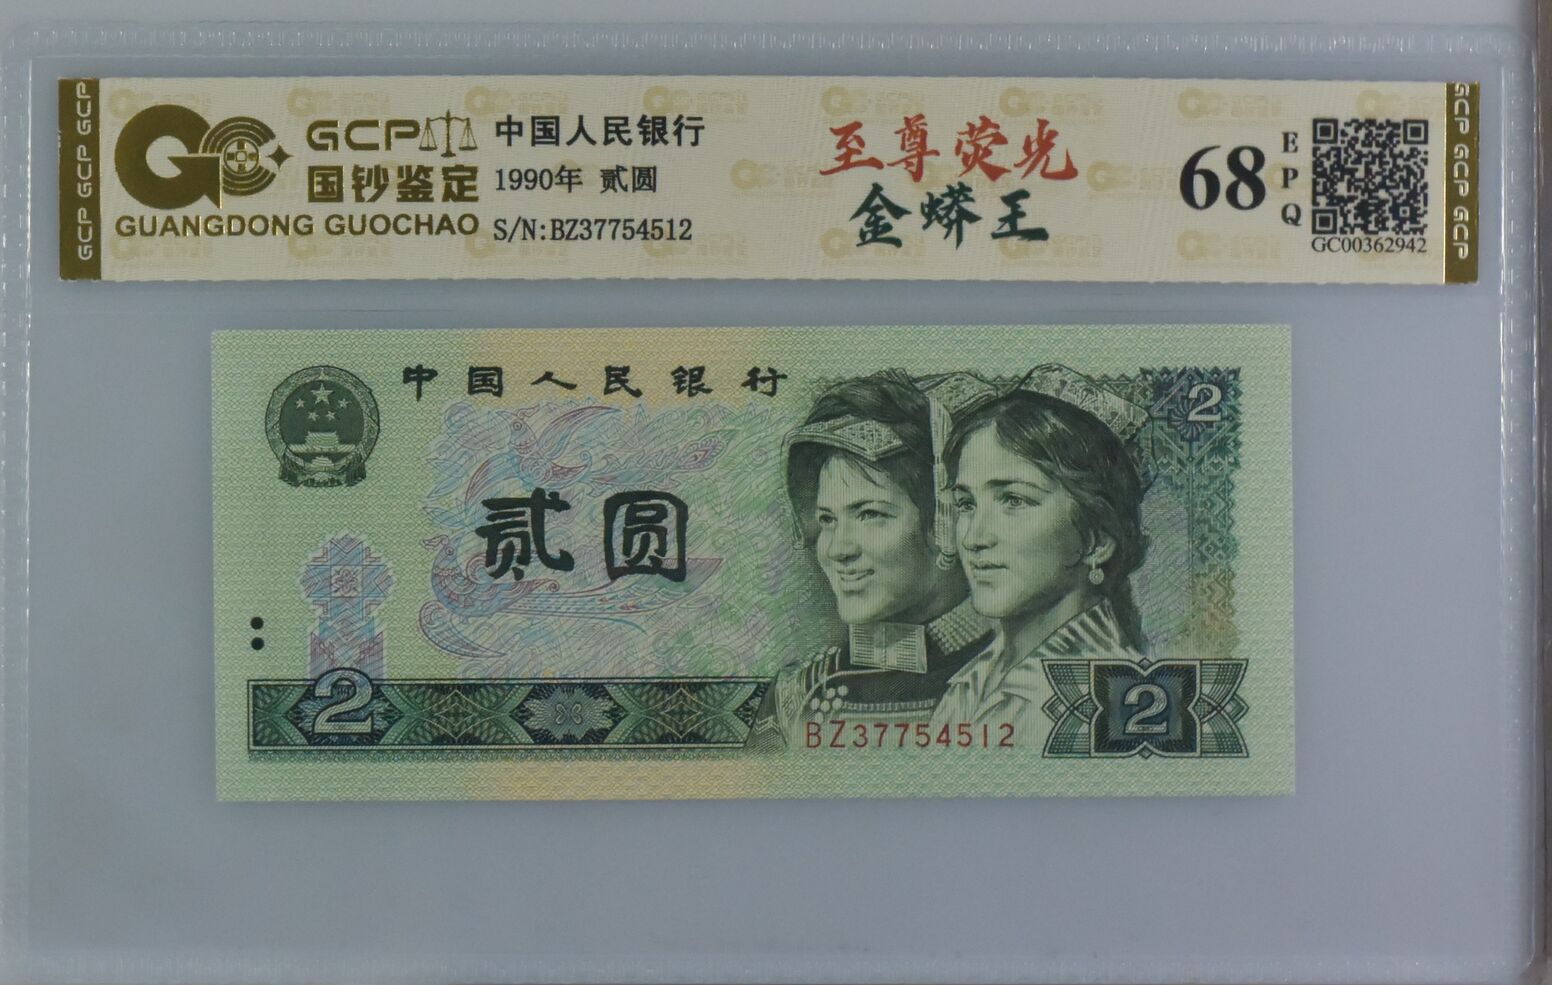 GCP GCP GCP
GCP
国钞鉴定
GUANGDONG GUOCHAO
中国人民银行
1990年 贰圆
S/N:BZ37754512
至尊荧光
金蟒王
68
EPQ
GC00362942
GCP GCP GCP
中国人民银行
2
贰圆
2
BZ37754512
2